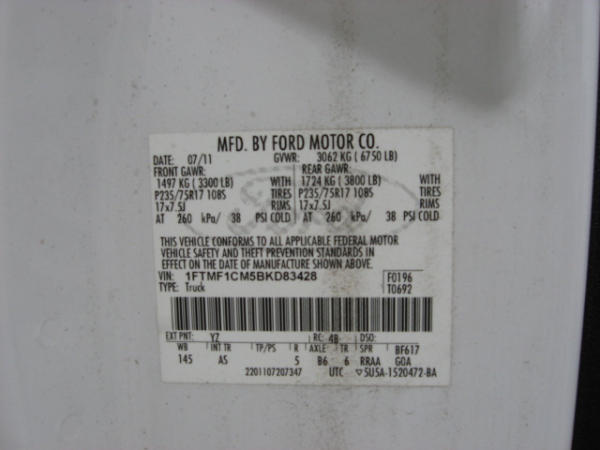 MFD. BY FORD MOTOR CO.
DATE: 07/11 GVWR: 3062 KG ( 6750 LB)
FRONT GAWR: REAR GAWR:
1497 KG ( 3300 LB) WITH 1724 KG ( 3800 LB) WITH
P235/75R17 108S TIRES P235/75R17 108S TIRES
17x7.5J RIMS 17x7.5J RIMS
AT 260 kPa/ 38 PSI COLD AT 260 kPa/ 38 PSI COLD
THIS VEHICLE CONFORMS TO ALL APPLICABLE FEDERAL MOTOR
VEHICLE SAFETY AND THEFT PREVENTION STANDARDS IN
EFFECT ON THE DATE OF MANUFACTURE SHOWN ABOVE.
VIN: 1FTMF1CM5BKD83428 F0196
TYPE: Truck T0692
EXT PNT: YZ RC: 48 DSO:
WB INT TR TP/PS R AXLE TR SPR BF617
145 AS 5 B6 6 RRAA GOA
2201107207347 UTC ▽5U5A-1520472-BA